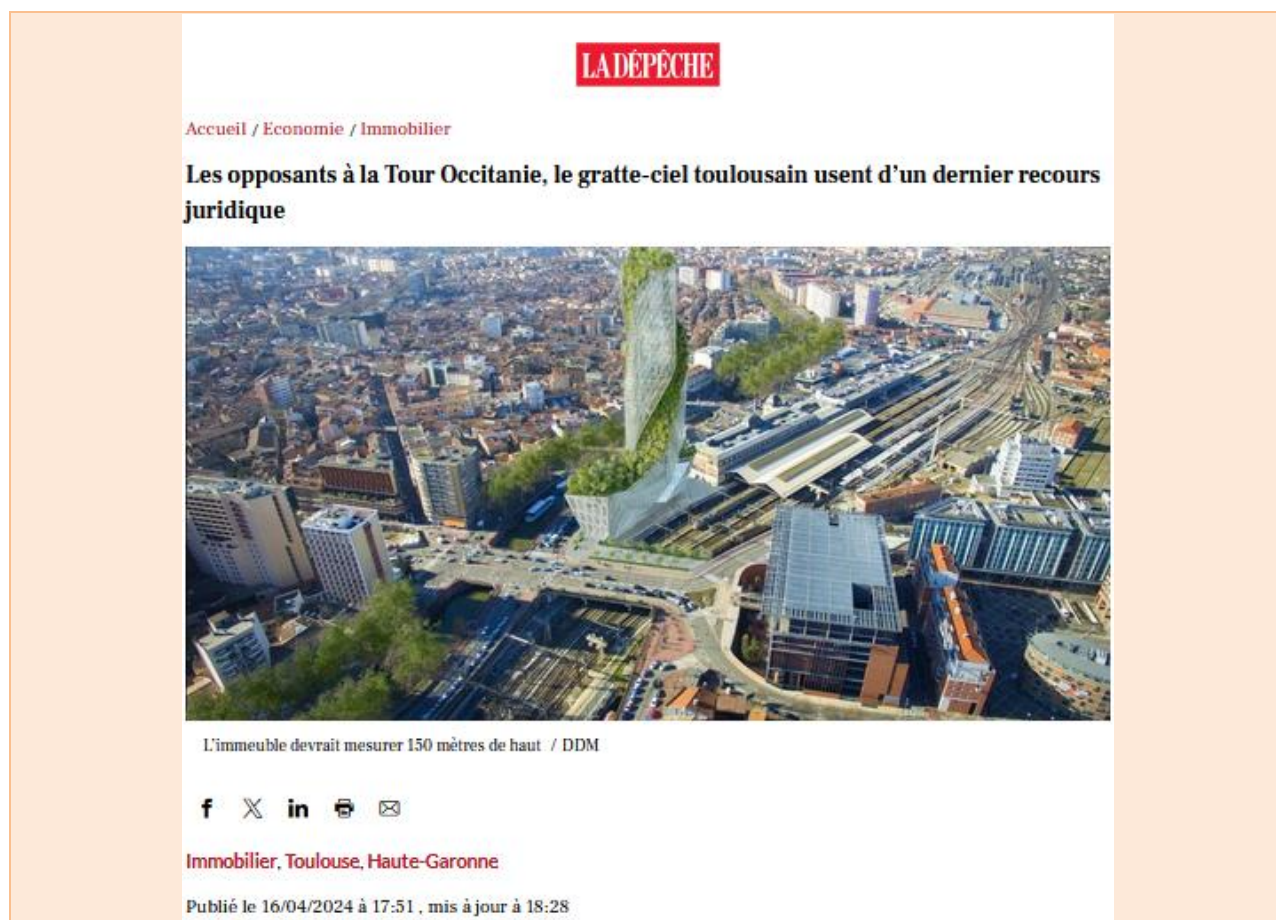 LA DÉPÊCHE
Accueil / Economie / Immobilier
Les opposants à la Tour Occitanie, le gratte-ciel toulousain usent d’un dernier recours
juridique
L’immeuble devrait mesurer 150 mètres de haut / DDM
Immobilier, Toulouse, Haute-Garonne
Publié le 16/04/2024 à 17:51 , mis à jour à 18:28